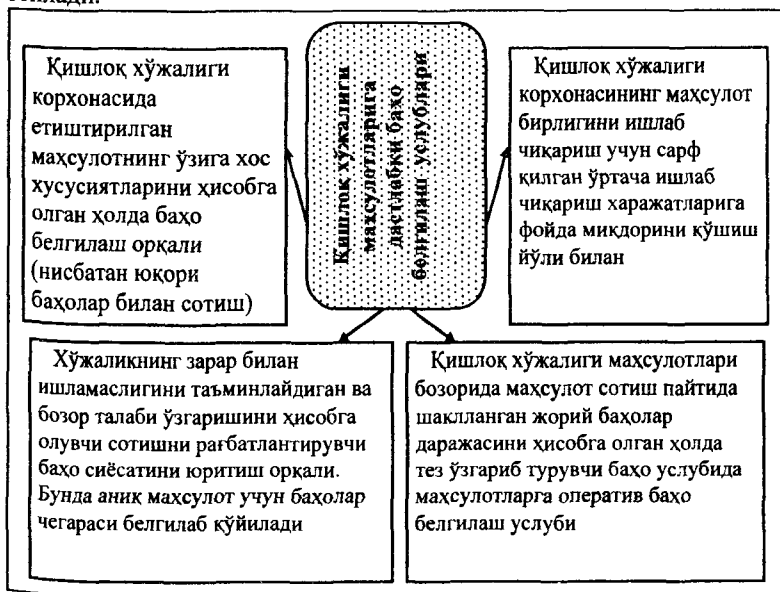 Қишлоқ хўжалиги
корхонасида
етиштирилган
маҳсулотнинг ўзига хос
хусусиятларини ҳисобга
олган ҳолда баҳо
белгилаш орқали
(нисбатан юқори
баҳолар билан сотиш)
Қишлоқ хўжалиги
маҳсулотларига
дастлабки баҳо
белгилаш услублари
Қишлоқ хўжалиги
корхонасининг маҳсулот
бирлигини ишлаб
чиқариш учун сарф
қилган ўртача ишлаб
чиқариш харажатларига
фойда миқдорини қўшиш
йўли билан
Хўжаликнинг зарар билан
ишламаслигини таъминлайдиган ва
бозор талаби ўзгаришини ҳисобга
олувчи сотишни рағбатлантирувчи
баҳо сиёсатини юритиш орқали.
Бунда аниқ маҳсулот учун баҳолар
чегараси белгилаб қўйилади
Қишлоқ хўжалиги маҳсулотлари
бозорида маҳсулот сотиш пайтида
шаклланган жорий баҳолар
даражасини ҳисобга олган ҳолда
тез ўзгариб турувчи баҳо услубида
маҳсулотларга оператив баҳо
белгилаш услуби